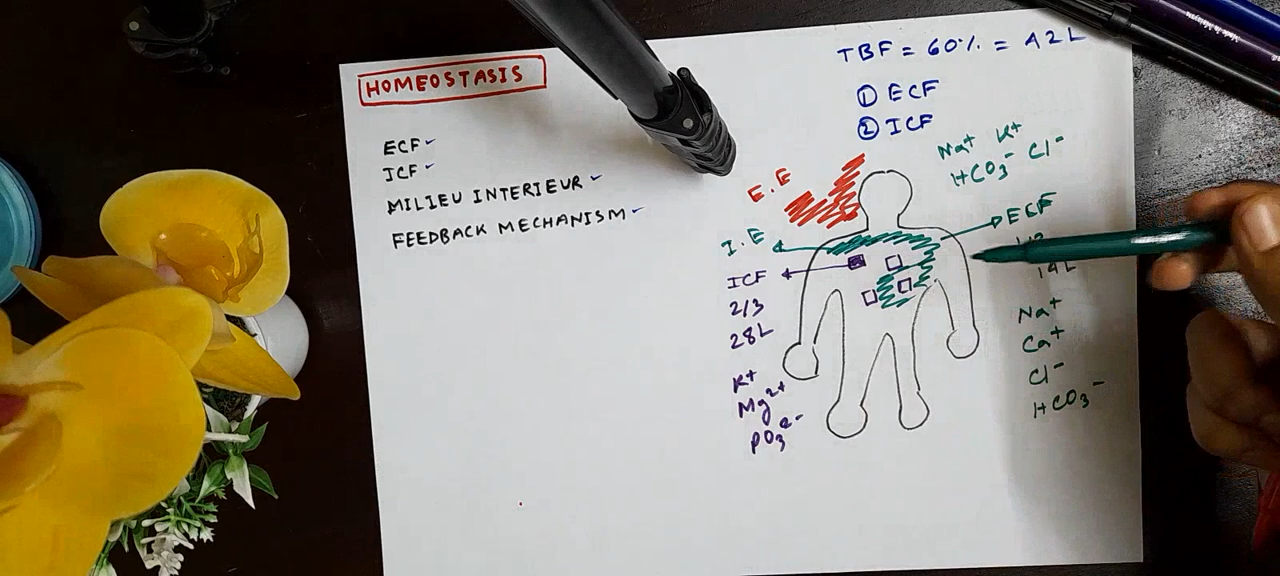 HOMEOSTASIS
ECF
ICF
MILIEU INTERIEUR
FEEDBACK MECHANISM
TBF = 60% = 42L
① ECF
② ICF
Na+ K+
HCO3- Cl-
E.E
I.E
ICF
2/3
28L
K+
Mg2+
ECF
14L
Na+
Ca+
Cl-
HCO3-